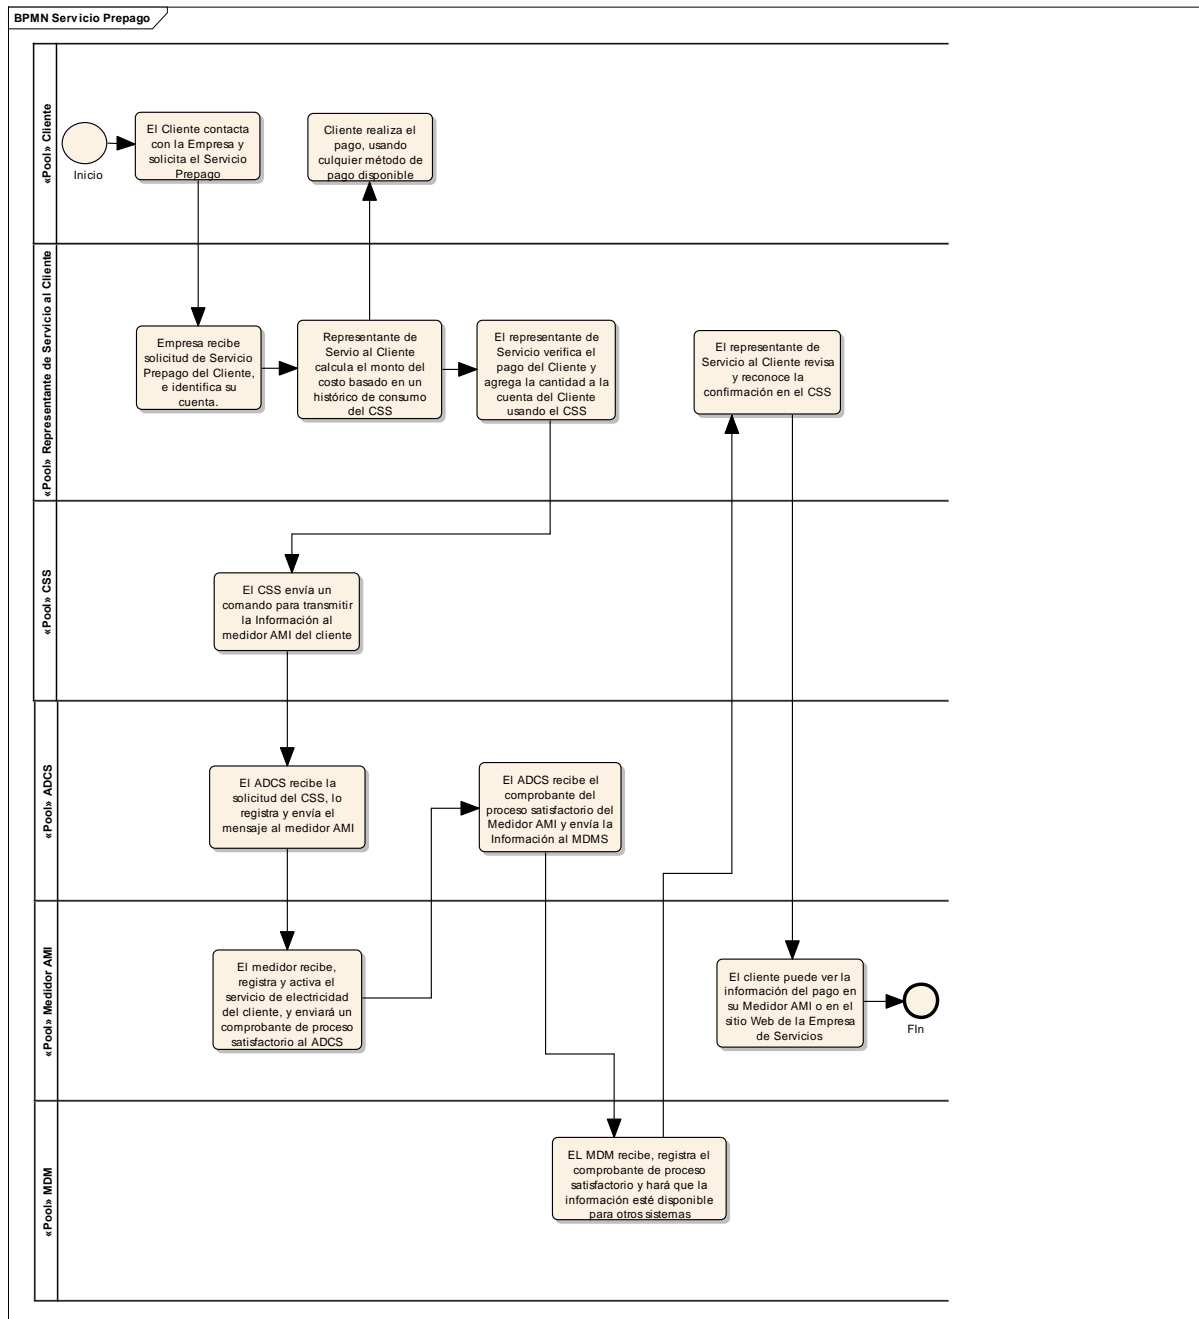 BPMN Servicio Prepago
«Pool» Cliente
Inicio
El Cliente contacta
con la Empresa y
solicita el Servicio
Prepago
Cliente realiza el
pago, usando
culquier método de
pago disponible
«Pool» Representante de Servicio al Cliente
Empresa recibe
solicitud de Servicio
Prepago del Cliente,
e identifica su
cuenta.
Representante de
Servio al Cliente
calcula el monto del
costo basado en un
histórico de consumo
del CSS
El representante de
Servicio verifica el
pago del Cliente y
agrega la cantidad a la
cuenta del Cliente
usando el CSS
El representante de
Servicio al Cliente revisa
y reconoce la
confirmación en el CSS
«Pool» CSS
El CSS envía un
comando para transmitir
la Información al
medidor AMI del cliente
«Pool» ADCS
El ADCS recibe la
solicitud del CSS, lo
registra y envía el
mensaje al medidor AMI
El ADCS recibe el
comprobante del
proceso satisfactorio del
Medidor AMI y envía la
Información al MDMS
«Pool» Medidor AMI
El medidor recibe,
registra y activa el
servicio de electricidad
del cliente, y enviará un
comprobante de proceso
satisfactorio al ADCS
El cliente puede ver la
información del pago en
su Medidor AMI o en el
sitio Web de la Empresa
de Servicios
FIn
«Pool» MDM
EL MDM recibe, registra el
comprobante de proceso
satisfactorio y hará que la
información esté disponible
para otros sistemas